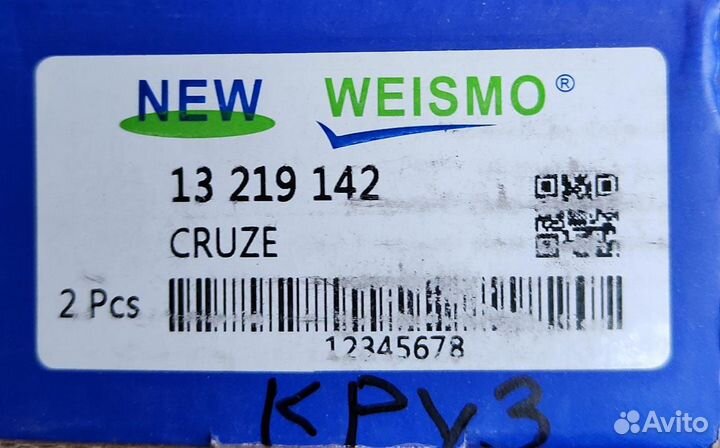 NEW WEISMO®
13 219 142
CRUZE
2 Pcs
12345678
КРУЗ
Avito